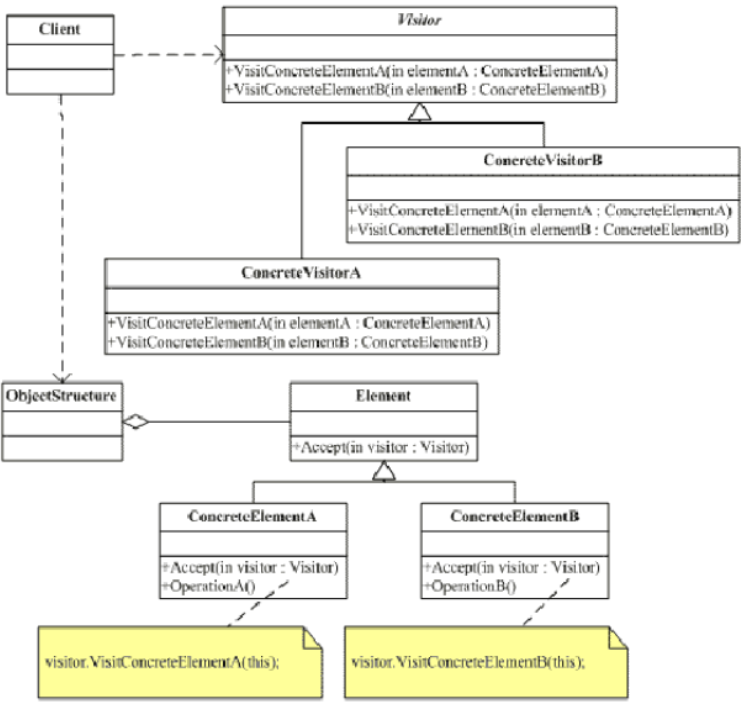 Client
Visitor
+VisitConcreteElementA(in elementA : ConcreteElementA)
+VisitConcreteElementB(in elementB : ConcreteElementB)
ConcreteVisitorB
+VisitConcreteElementA(in elementA : ConcreteElementA)
+VisitConcreteElementB(in elementB : ConcreteElementB)
ConcreteVisitorA
+VisitConcreteElementA(in elementA : ConcreteElementA)
+VisitConcreteElementB(in elementB : ConcreteElementB)
ObjectStructure
Element
+Accept(in visitor : Visitor)
ConcreteElementA
+Accept(in visitor : Visitor)
+OperationA()
ConcreteElementB
+Accept(in visitor : Visitor)
+OperationB()
visitor.VisitConcreteElementA(this);
visitor.VisitConcreteElementB(this);